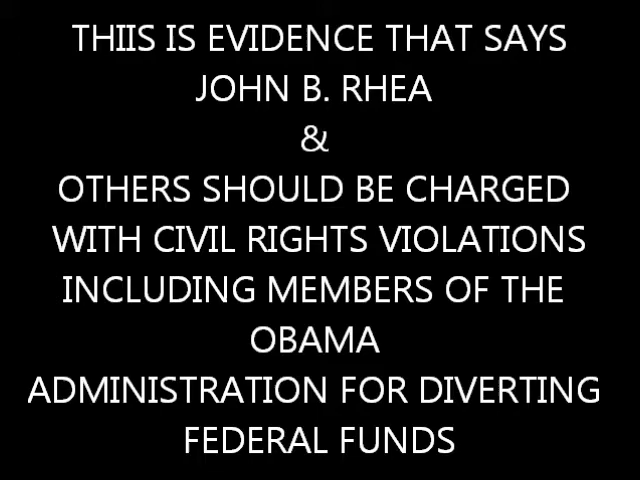 THIIS IS EVIDENCE THAT SAYS
JOHN B. RHEA
&
OTHERS SHOULD BE CHARGED
WITH CIVIL RIGHTS VIOLATIONS
INCLUDING MEMBERS OF THE
OBAMA
ADMINISTRATION FOR DIVERTING
FEDERAL FUNDS